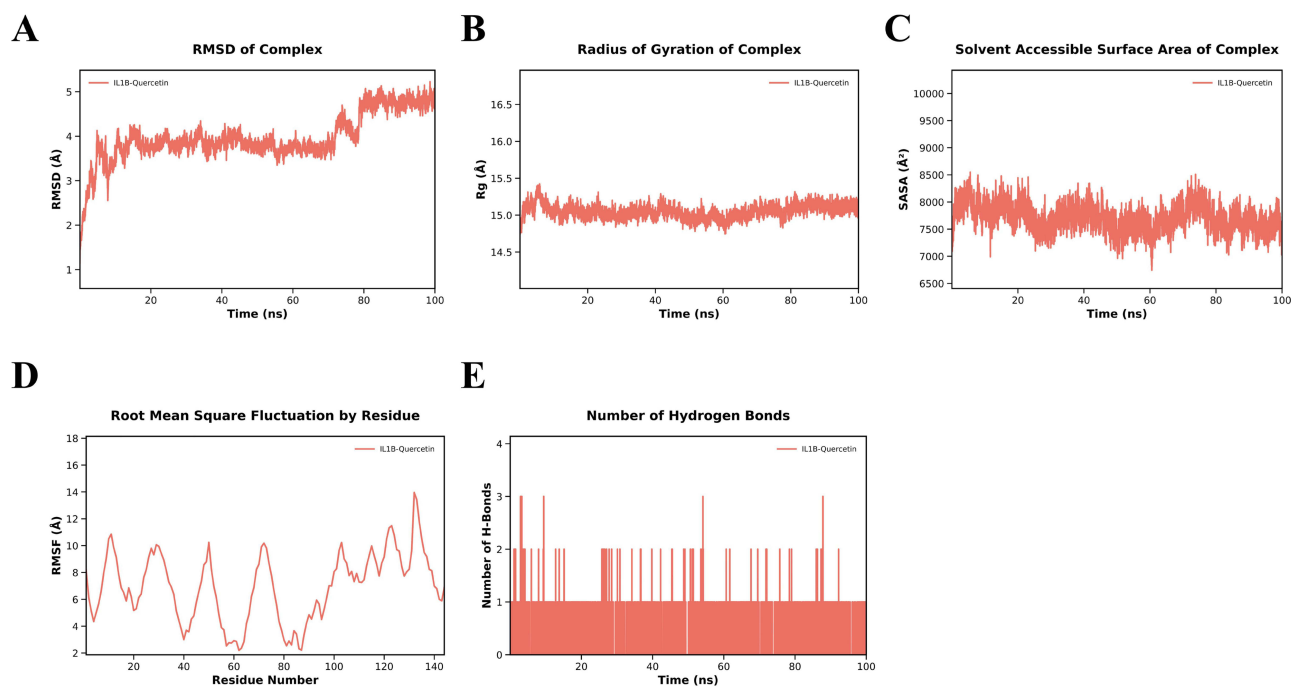 A
RMSD of Complex
IL1B-Quercetin
RMSD (Å)
5
4
3
2
1
20
40
60
80
100
Time (ns)
B
Radius of Gyration of Complex
IL1B-Quercetin
Rg (Å)
16.5
16.0
15.5
15.0
14.5
20
40
60
80
100
Time (ns)
C
Solvent Accessible Surface Area of Complex
IL1B-Quercetin
SASA (Å²)
10000
9500
9000
8500
8000
7500
7000
6500
20
40
60
80
100
Time (ns)
D
Root Mean Square Fluctuation by Residue
IL1B-Quercetin
RMSF (Å)
18
16
14
12
10
8
6
4
2
20
40
60
80
100
120
140
Residue Number
E
Number of Hydrogen Bonds
IL1B-Quercetin
Number of H-Bonds
4
3
2
1
0
20
40
60
80
100
Time (ns)